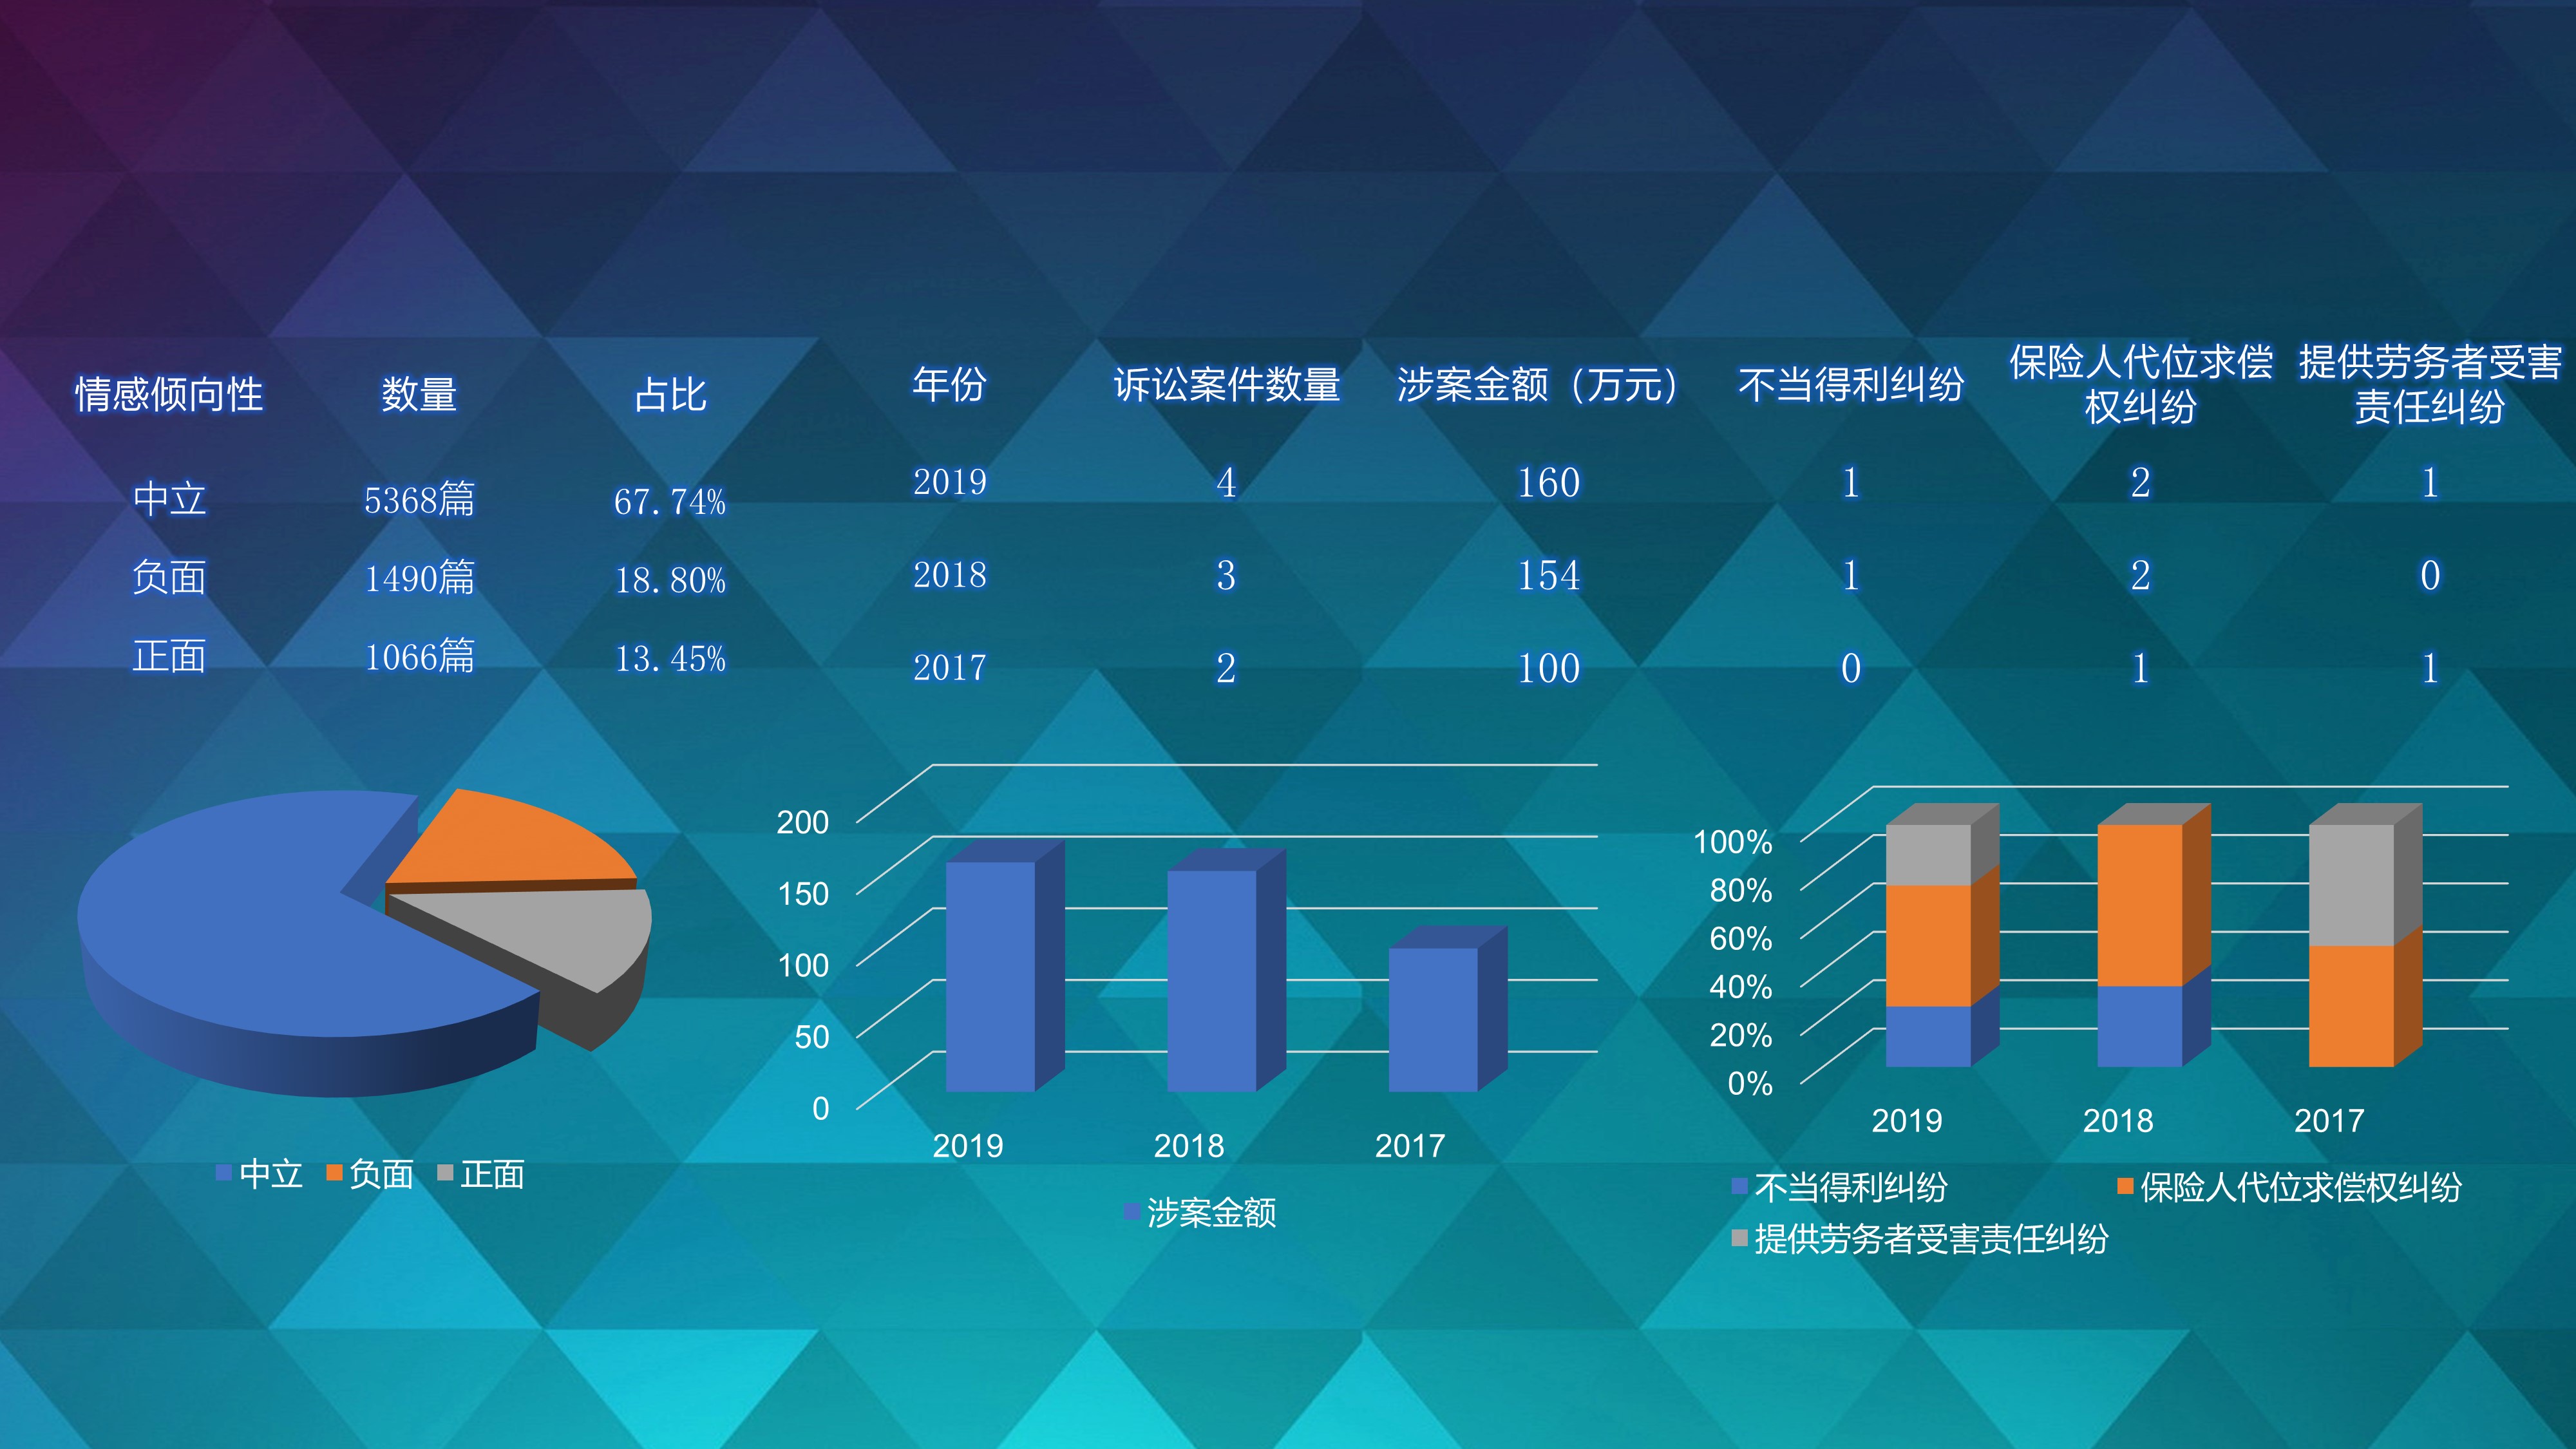 情感倾向性 数量 占比
中立 5368篇 67.74%
负面 1490篇 18.80%
正面 1066篇 13.45%
年份 诉讼案件数量 涉案金额（万元） 不当得利纠纷 保险人代位求偿 提供劳务者受害
权纠纷 责任纠纷
2019 4 160 1 2 1
2018 3 154 1 2 0
2017 2 100 0 1 1
中立 负面 正面
200
150
100
50
0
2019 2018 2017
涉案金额
100%
80%
60%
40%
20%
0%
2019 2018 2017
不当得利纠纷 保险人代位求偿权纠纷
提供劳务者受害责任纠纷